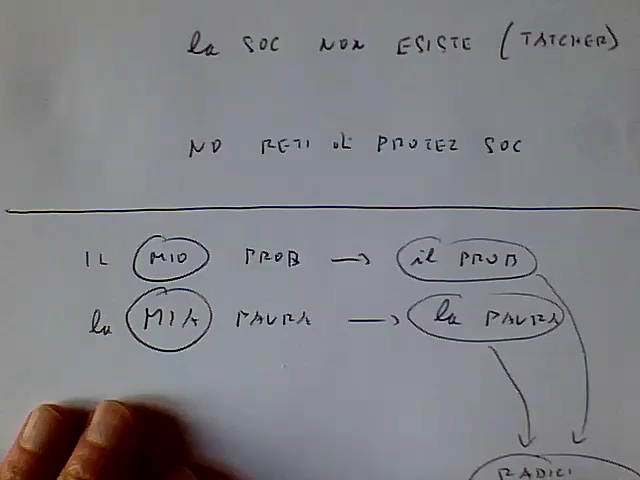 la SOC NON ESISTE (TATCHER)
NO RETI di PROTEZ SOC
IL MIO PROB → il PROB
la MIA PAURA → la PAURA
RADICI